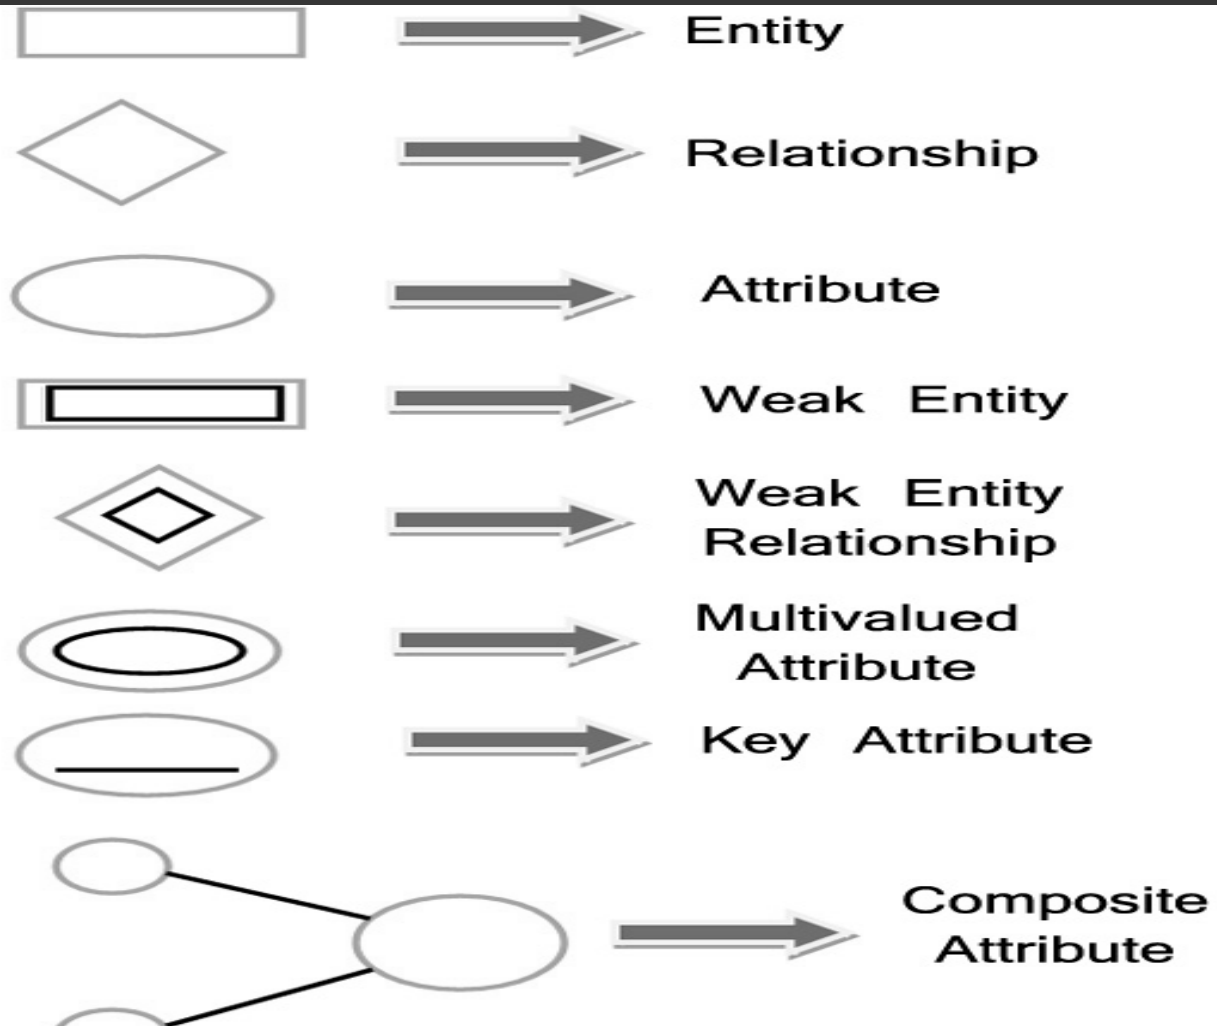 Entity
Relationship
Attribute
Weak Entity
Weak Entity
Relationship
Multivalued
Attribute
Key Attribute
Composite
Attribute